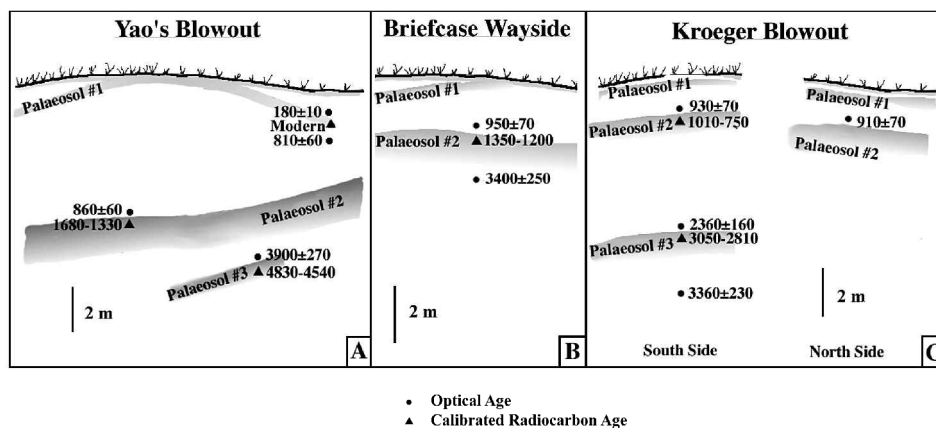 Yao's Blowout
Palaeosol #1
180±10
Modern▲
810±60
860±60
1680-1330
Palaeosol #2
3900±270
Palaeosol #3
4830-4540
2 m
A
Briefcase Wayside
Palaeosol #1
950±70
Palaeosol #2
1350-1200
3400±250
2 m
B
Kroeger Blowout
Palaeosol #1
930±70
Palaeosol #2
1010-750
2360±160
Palaeosol #3
3050-2810
3360±230
South Side
Palaeosol #1
910±70
Palaeosol #2
2 m
North Side
C
• Optical Age
▲ Calibrated Radiocarbon Age